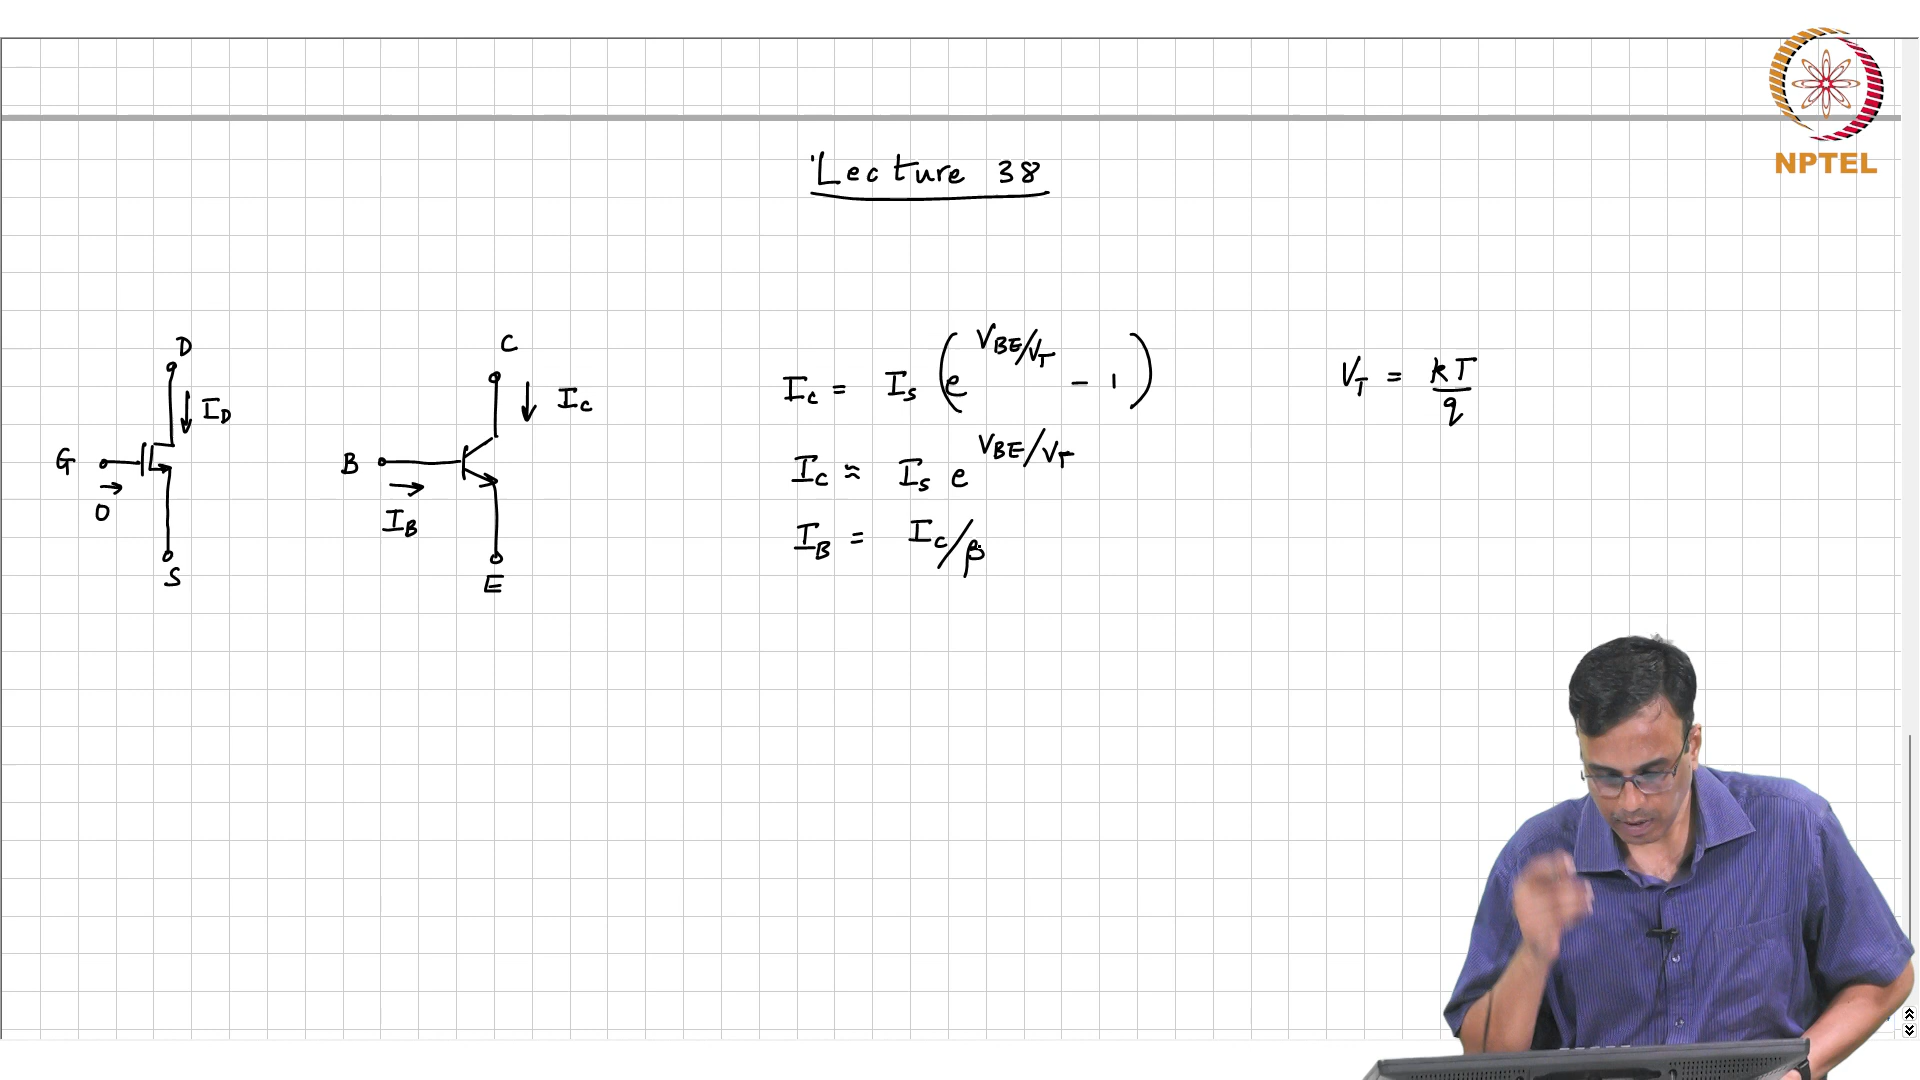 NPTEL
Lecture 38
D
I_D
G
0
S
C
I_C
B
I_B
E
I_C = I_S (e^{V_BE/V_T} - 1)
V_T = kT/q
I_C ≈ I_S e^{V_BE/V_T}
I_B = I_C/β